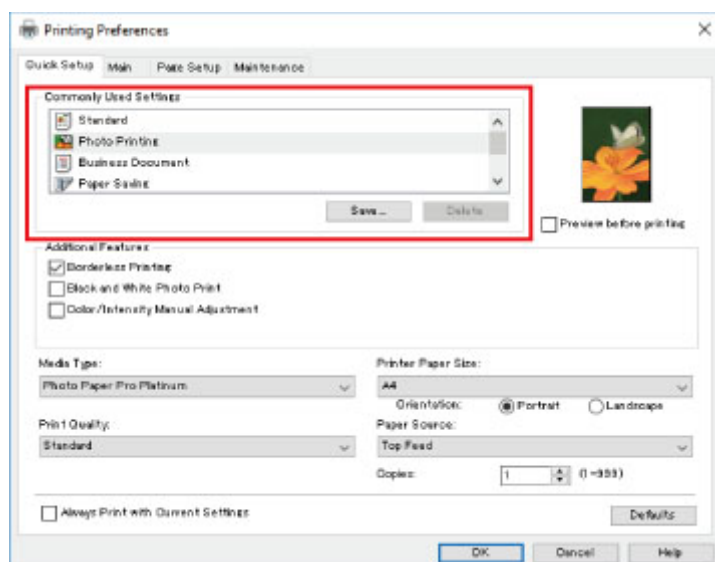 Printing Preferences
Quick Setup Main Page Setup Maintenance
Commonly Used Settings
Standard
Photo Printing
Business Document
Paper Saving
Save... Delete
Preview before printing
Additional Features
Borderless Printing
Black and White Photo Print
Color/Intensity Manual Adjustment
Media Type: Printer Paper Size:
Photo Paper Pro Platinum A4
Orientation: Portrait Landscape
Print Quality: Paper Source:
Standard Top Feed
Copies: 1 (1-999)
Always Print with Current Settings Defaults
OK Cancel Help